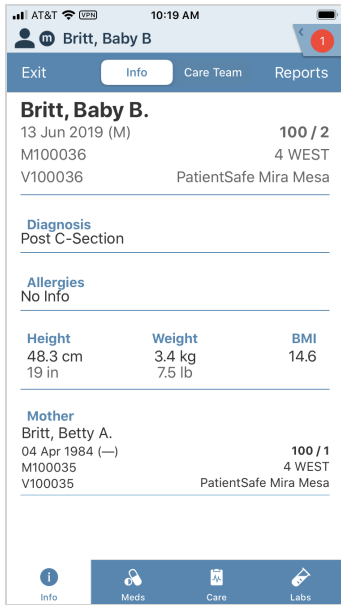 AT&T VPN 10:19 AM
m Britt, Baby B
1
Exit Info Care Team Reports
Britt, Baby B.
13 Jun 2019 (M) 100 / 2
M100036 4 WEST
V100036 PatientSafe Mira Mesa
Diagnosis
Post C-Section
Allergies
No Info
Height Weight BMI
48.3 cm 3.4 kg 14.6
19 in 7.5 lb
Mother
Britt, Betty A.
04 Apr 1984 (—) 100 / 1
M100035 4 WEST
V100035 PatientSafe Mira Mesa
Info Meds Care Labs